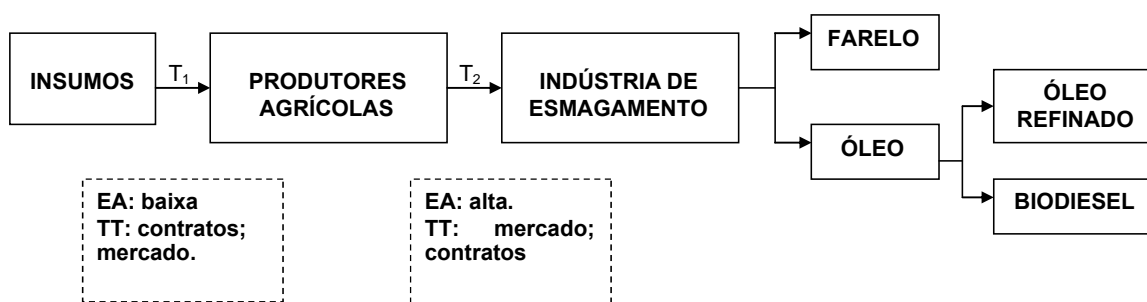 INSUMOS
T1
PRODUTORES
AGRÍCOLAS
T2
INDÚSTRIA DE
ESMAGAMENTO
FARELO
ÓLEO
ÓLEO
REFINADO
BIODIESEL
EA: baixa
TT: contratos;
mercado.
EA: alta.
TT: mercado;
contratos